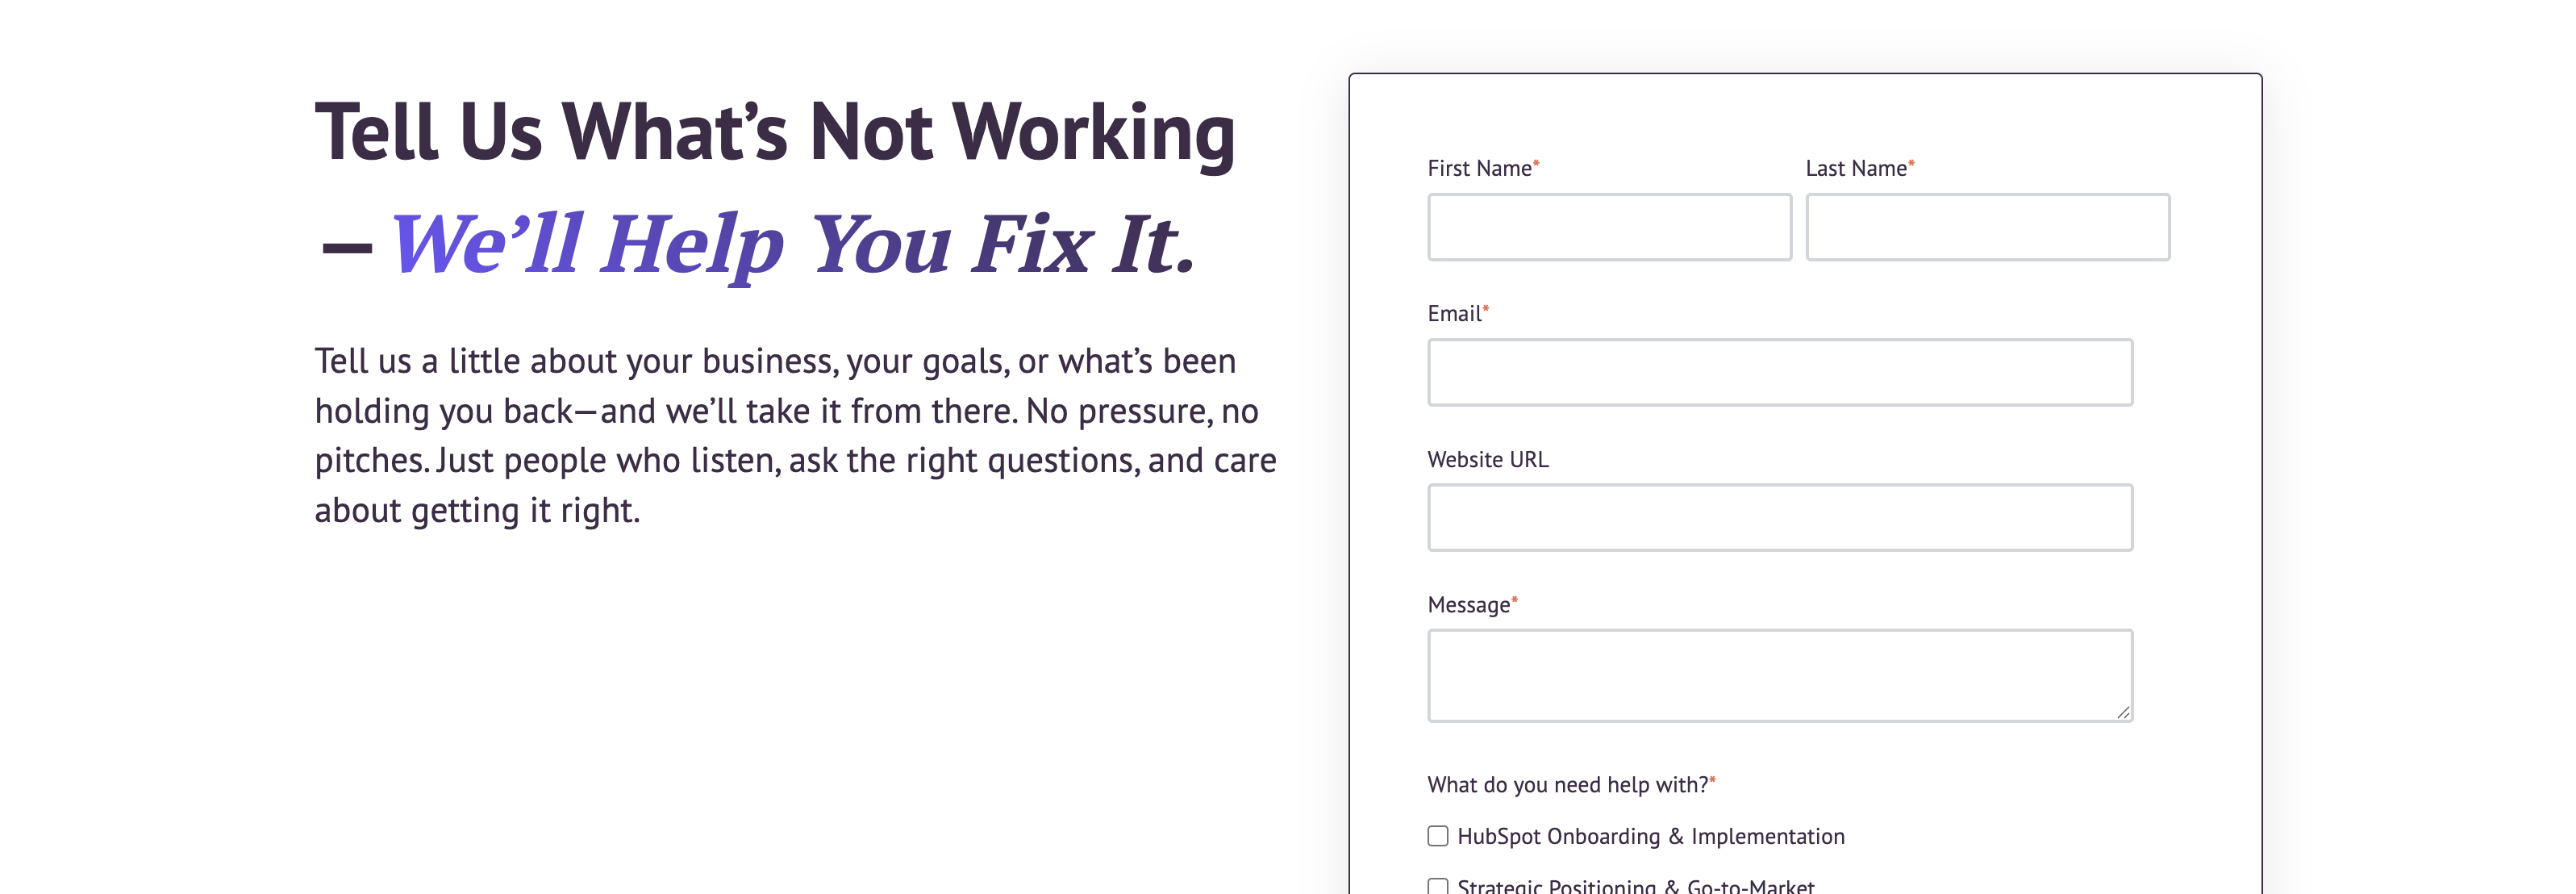 Tell Us What’s Not Working
– We’ll Help You Fix It.
Tell us a little about your business, your goals, or what’s been
holding you back—and we’ll take it from there. No pressure, no
pitches. Just people who listen, ask the right questions, and care
about getting it right.
First Name*
Last Name*
Email*
Website URL
Message*
What do you need help with?*
HubSpot Onboarding & Implementation
Strategic Positioning & Go-to-Market